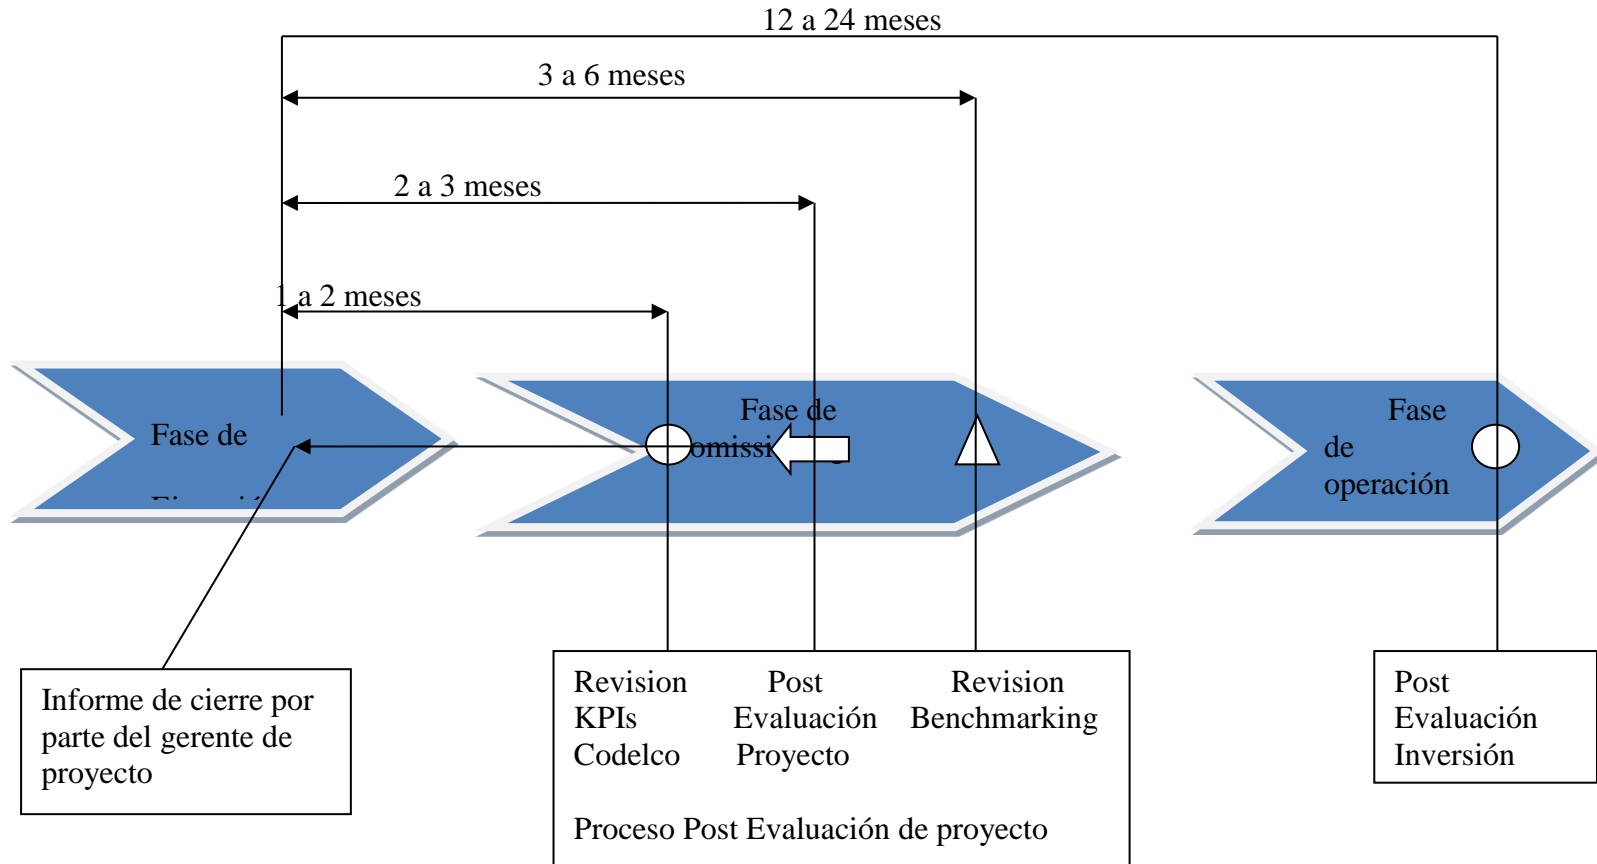 12 a 24 meses
3 a 6 meses
2 a 3 meses
1 a 2 meses
Fase de
Fase de
Fase
de
operación
Informe de cierre por
parte del gerente de
proyecto
Revision Post Revision
KPIs Evaluación Benchmarking
Codelco Proyecto
Proceso Post Evaluación de proyecto
Post
Evaluación
Inversión